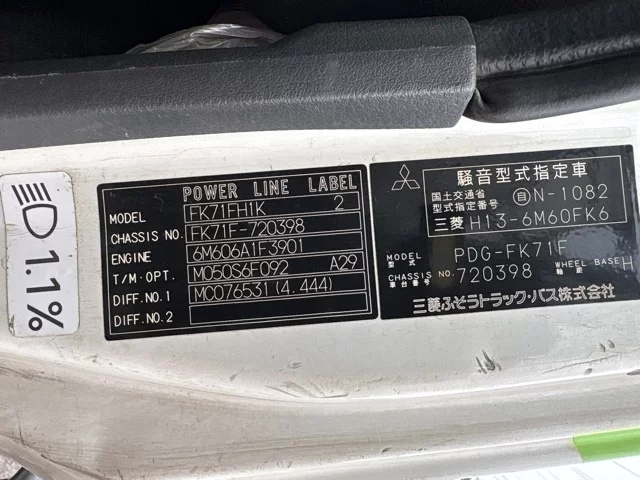 1.1%
POWER LINE LABEL
MODEL FK71FH1K 2
CHASSIS NO. FK71F-720398
ENGINE 6M606A1F3901
T/M·OPT. M050S6F092 A29
DIFF.NO.1 MC076531(4.444)
DIFF.NO.2
騒音型式指定車
国土交通省
型式指定番号 自N-1082
三菱 H13-6M60FK6
MODEL
型式 PDG-FK71F
CHASSIS NO.
車台番号 720398
WHEEL BASE
軸距 H
三菱ふそうトラック・バス株式会社